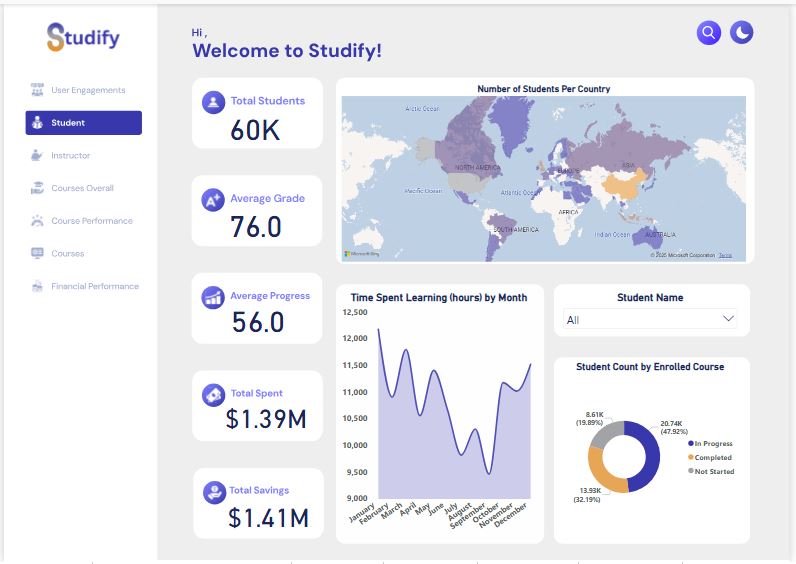 Studify
User Engagements
Student
Instructor
Courses Overall
Course Performance
Courses
Financial Performance
Hi ,
Welcome to Studify!
Total Students
60K
A+
Average Grade
76.0
Average Progress
56.0
Total Spent
$1.39M
Total Savings
$1.41M
Number of Students Per Country
Arctic Ocean
NORTH AMERICA
EUROPE
ASIA
Pacific Ocean
Atlantic Ocean
AFRICA
SOUTH AMERICA
Indian Ocean
AUSTRALIA
Microsoft Bing
© 2025 Microsoft Corporation Terms
Time Spent Learning (hours) by Month
12,500
12,000
11,500
11,000
10,500
10,000
9,500
9,000
January
February
March
April
May
June
July
August
September
October
November
December
Student Name
All
Student Count by Enrolled Course
8.61K
(19.89%)
20.74K
(47.92%)
13.93K
(32.19%)
In Progress
Completed
Not Started